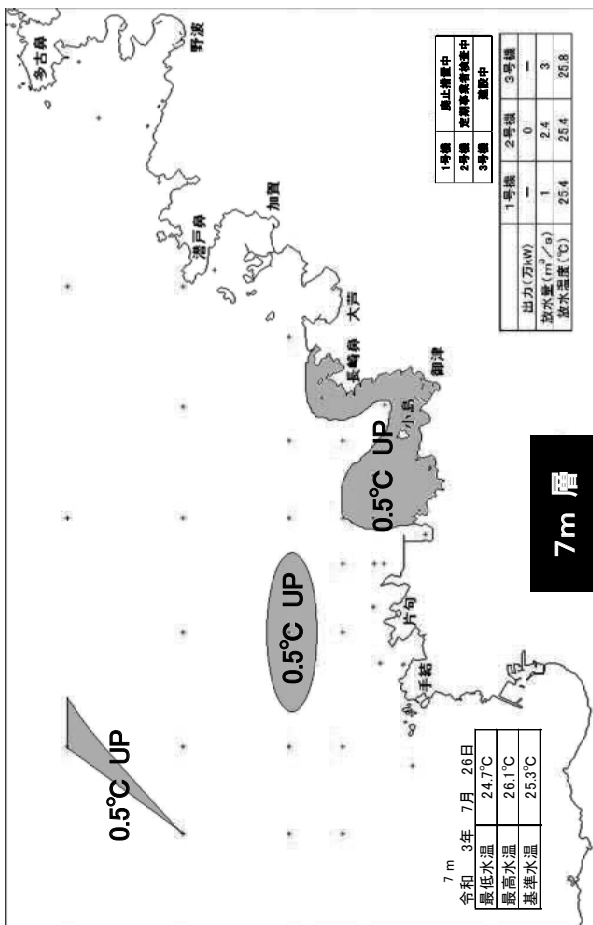 多古鼻
野波
潜戸鼻
加賀
大芦
長崎鼻
御津
小島
片句
手結
0.5℃ UP
0.5℃ UP
0.5℃ UP
7m 層
1号機 廃止措置中
2号機 定期事業者検査中
3号機 建設中
1号機 2号機 3号機
出力(万kW) － 0 －
放水量(m³/s) 1 2.4 3
放水温度(℃) 25.4 25.4 25.8
7 m
令和 3年 7月 26日
最低水温 24.7℃
最高水温 26.1℃
基準水温 25.3℃